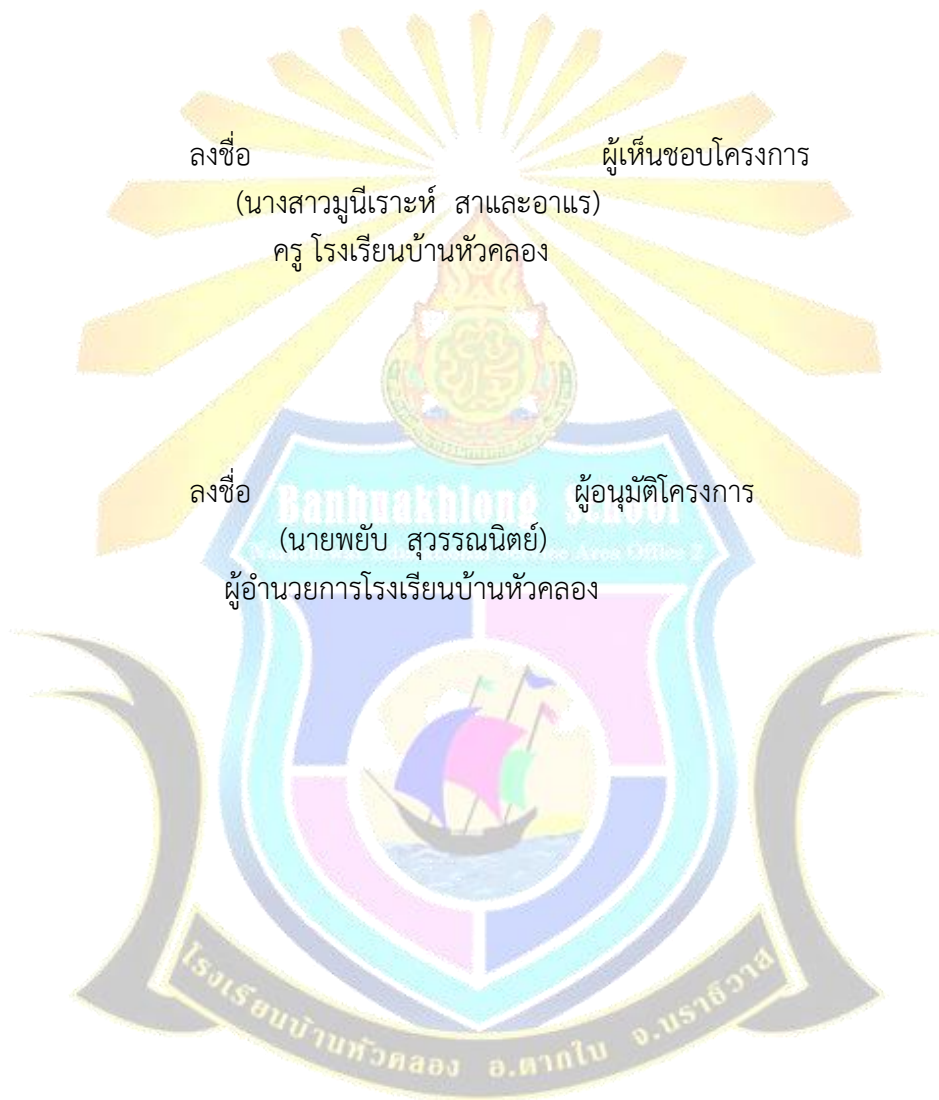 ลงชื่อ ผู้เห็นชอบโครงการ
(นางสาวมูนีเราะห์ สาและอาแร)
ครู โรงเรียนบ้านหัวคลอง
ลงชื่อ ผู้อนุมัติโครงการ
Banhuakhlong School
(นายพยับ สุวรรณนิตย์)
Area Office 2
ผู้อำนวยการโรงเรียนบ้านหัวคลอง
โรงเรียนบ้านหัวคลอง อ.ตากใบ จ.นราธิวาส